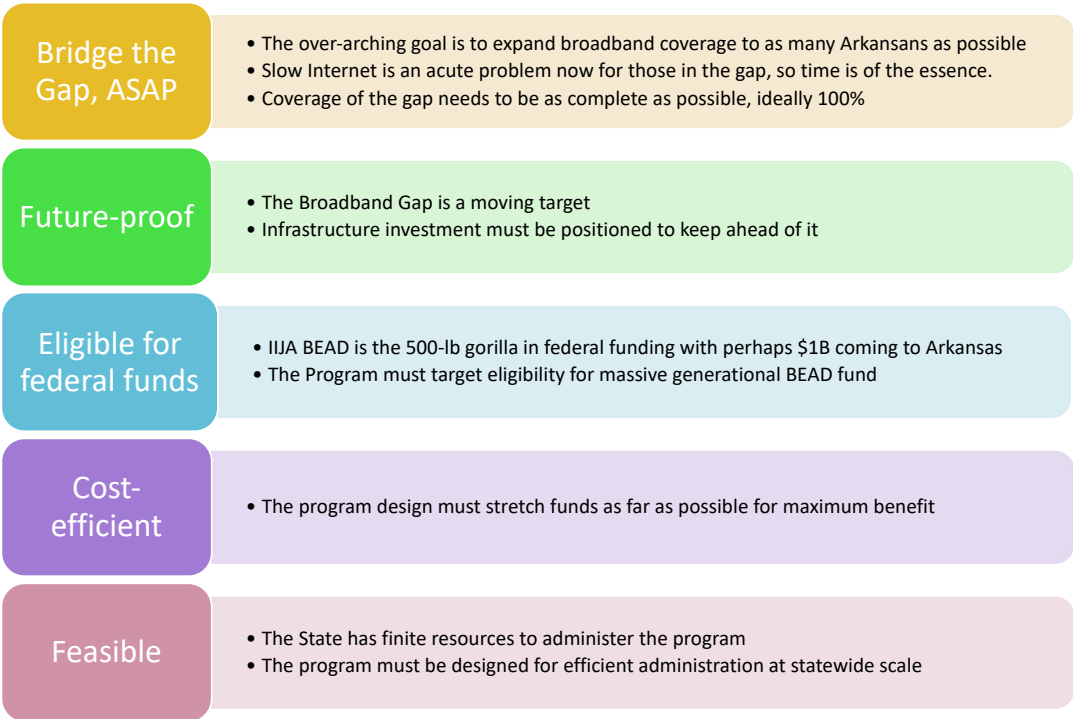 Bridge the
Gap, ASAP
• The over-arching goal is to expand broadband coverage to as many Arkansans as possible
• Slow Internet is an acute problem now for those in the gap, so time is of the essence.
• Coverage of the gap needs to be as complete as possible, ideally 100%
Future-proof
• The Broadband Gap is a moving target
• Infrastructure investment must be positioned to keep ahead of it
Eligible for
federal funds
• IIJA BEAD is the 500-lb gorilla in federal funding with perhaps $1B coming to Arkansas
• The Program must target eligibility for massive generational BEAD fund
Cost-
efficient
• The program design must stretch funds as far as possible for maximum benefit
Feasible
• The State has finite resources to administer the program
• The program must be designed for efficient administration at statewide scale